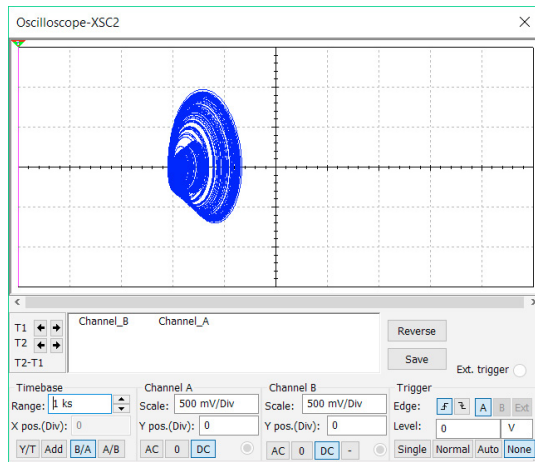 Oscilloscope-XSC2
T1
T2
T2-T1
Channel_B Channel_A
Reverse
Save
Ext. trigger
Timebase
Range: 1 ks
X pos.(Div): 0
Y/T Add B/A A/B
Channel A
Scale: 500 mV/Div
Y pos.(Div): 0
AC 0 DC
Channel B
Scale: 500 mV/Div
Y pos.(Div): 0
AC 0 DC -
Trigger
Edge: A B Ext
Level: 0 V
Single Normal Auto None